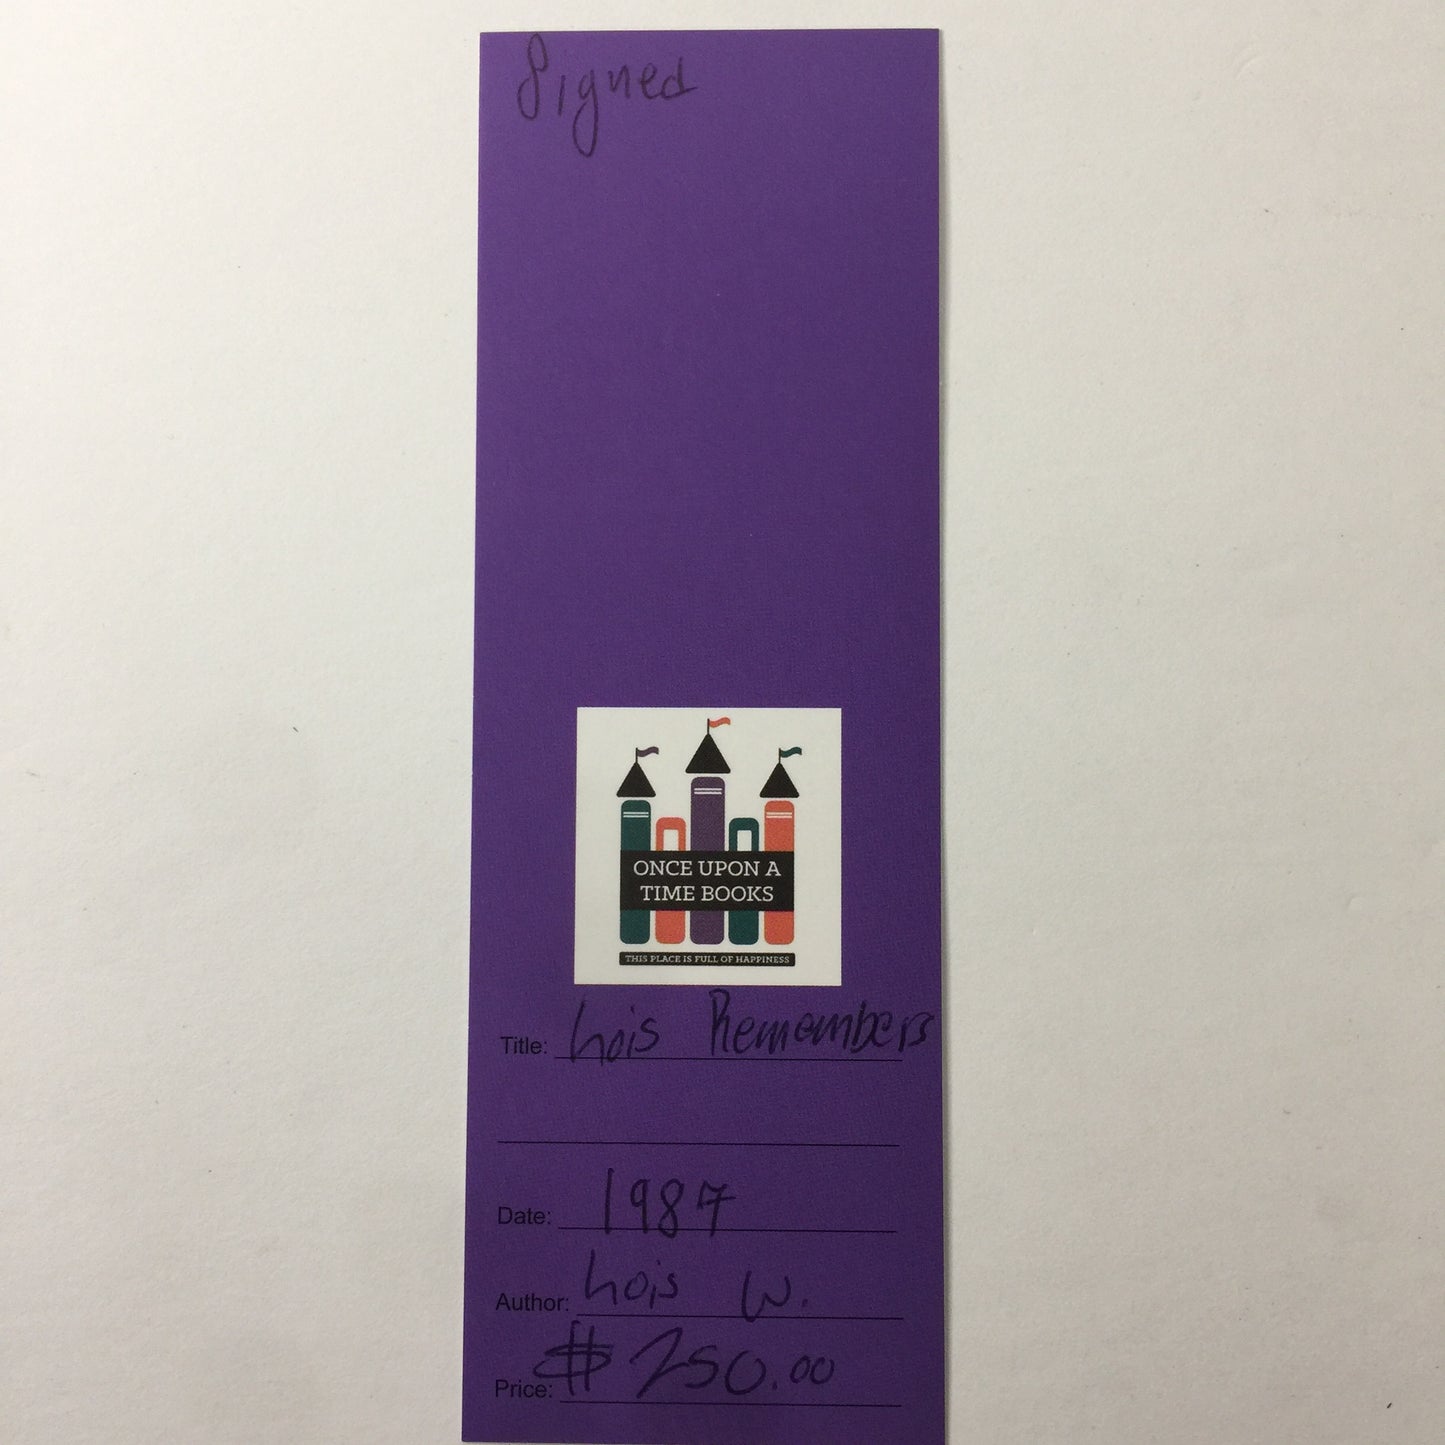 Signed
ONCE UPON A
TIME BOOKS
THIS PLACE IS FULL OF HAPPINESS
Title: Lois Remembers
Date: 1987
Author: Lois W.
Price: $250.00